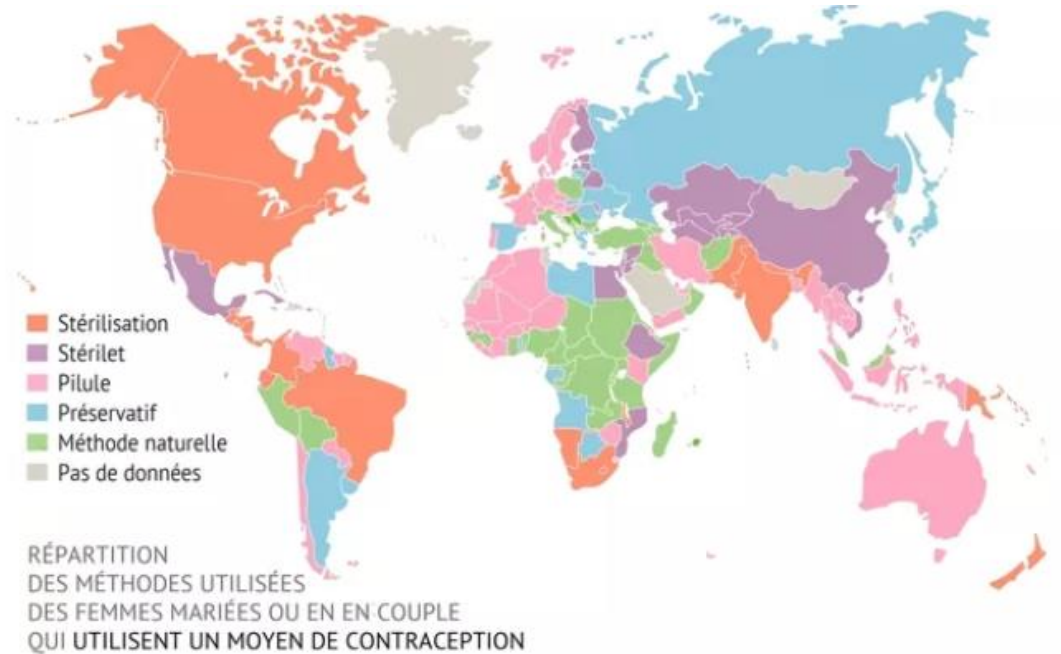 Stérilisation
Stérilet
Pilule
Préservatif
Méthode naturelle
Pas de données
RÉPARTITION
DES MÉTHODES UTILISÉES
DES FEMMES MARIÉES OU EN EN COUPLE
QUI UTILISENT UN MOYEN DE CONTRACEPTION